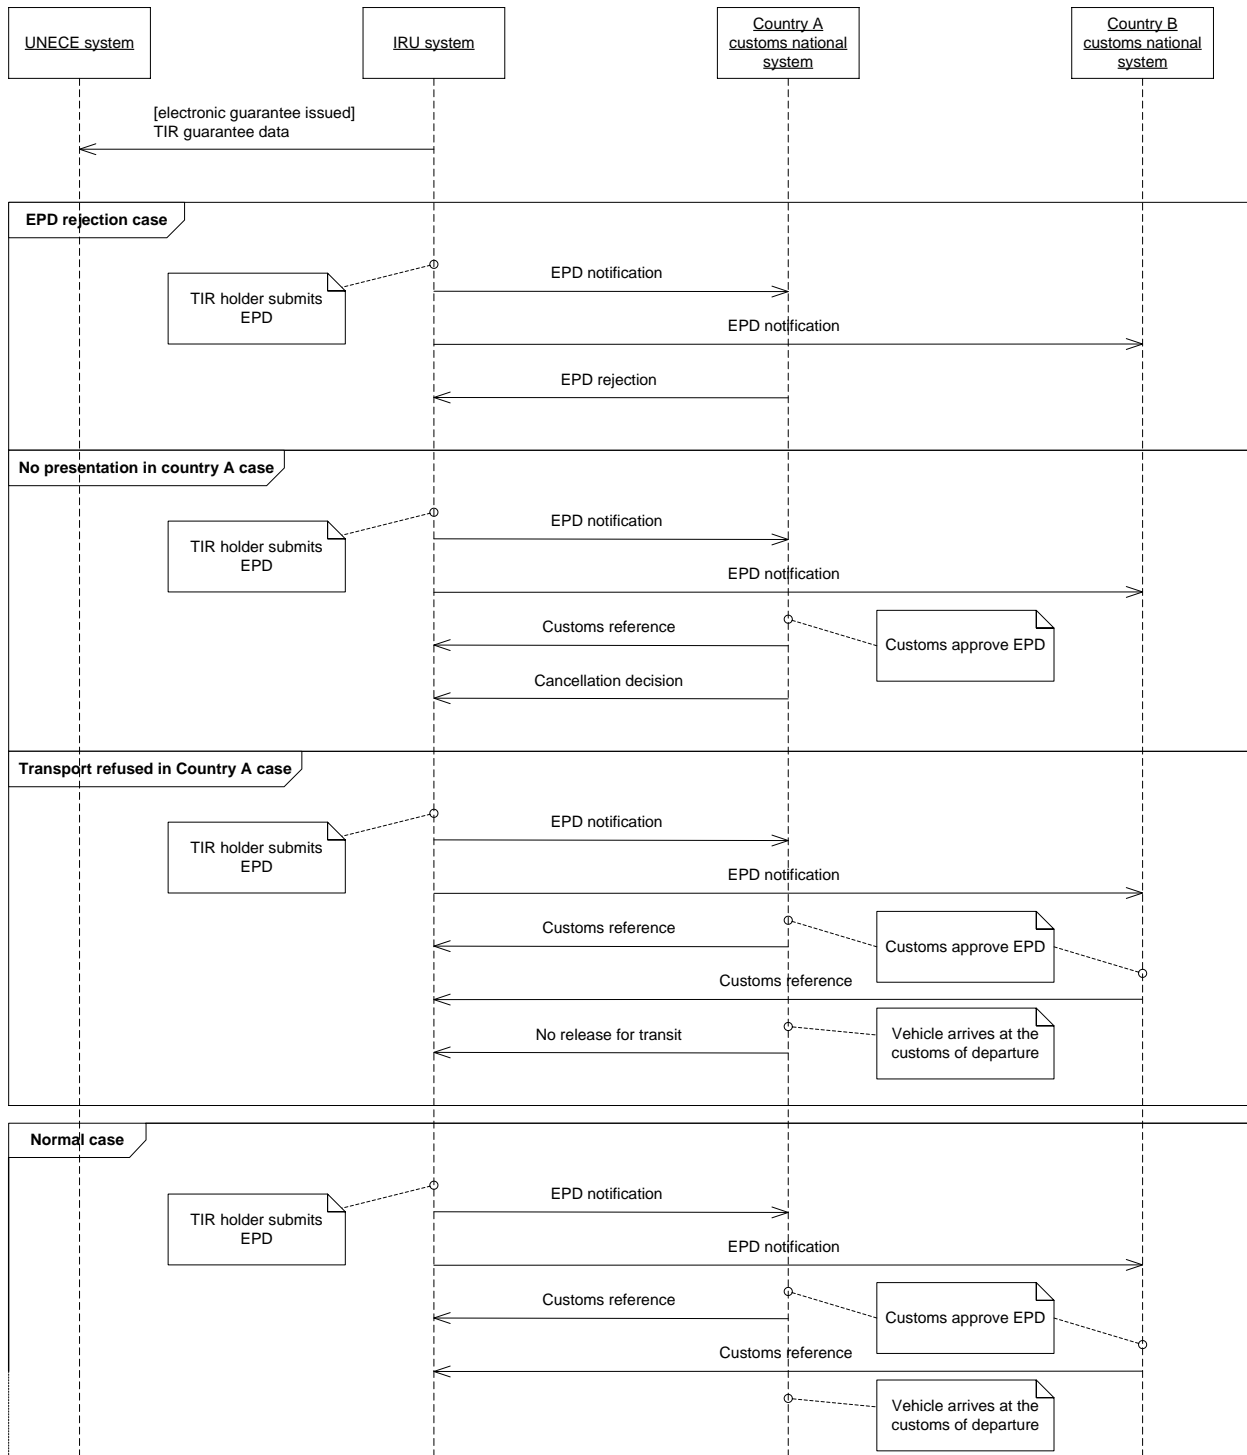 UNECE system
IRU system
Country A
customs national
system
Country B
customs national
system
[electronic guarantee issued]
TIR guarantee data
EPD rejection case
EPD notification
TIR holder submits
EPD
EPD notification
EPD rejection
No presentation in country A case
EPD notification
TIR holder submits
EPD
EPD notification
Customs reference
Customs approve EPD
Cancellation decision
Transport refused in Country A case
EPD notification
TIR holder submits
EPD
EPD notification
Customs reference
Customs approve EPD
Customs reference
No release for transit
Vehicle arrives at the
customs of departure
Normal case
EPD notification
TIR holder submits
EPD
EPD notification
Customs reference
Customs approve EPD
Customs reference
Vehicle arrives at the
customs of departure